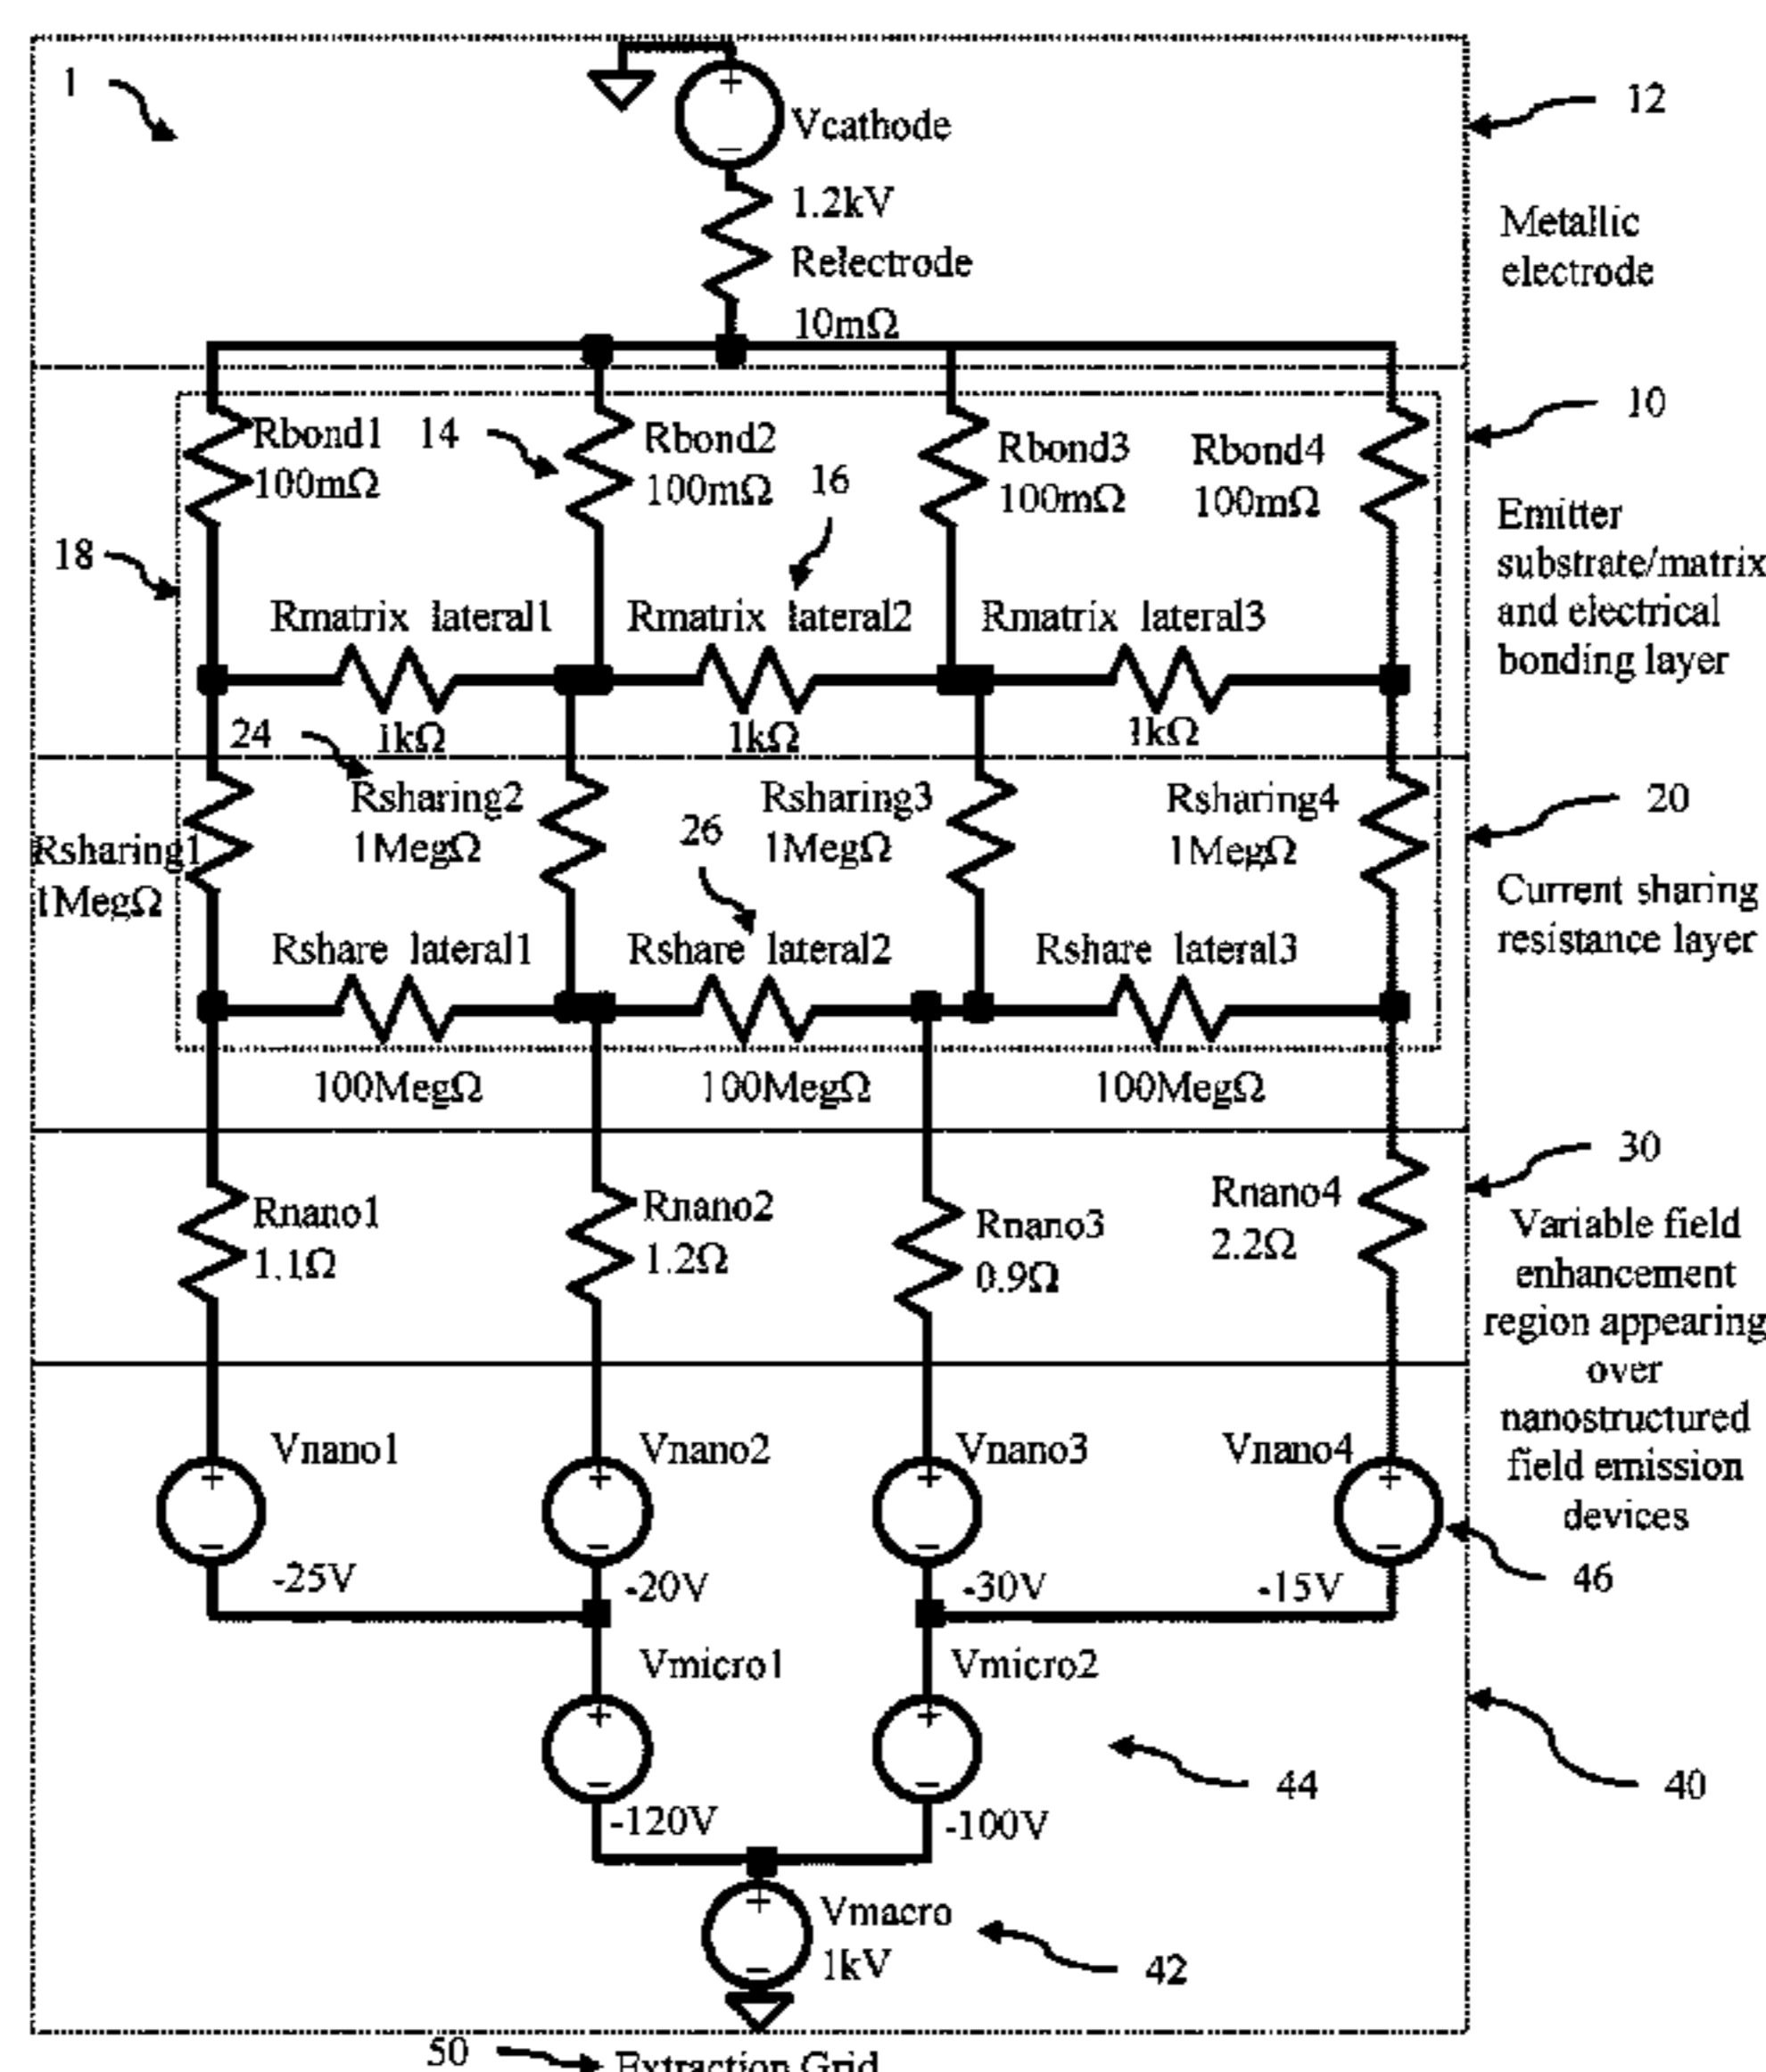 1
+
Vcathode
−
12
1.2kV
Relectrode
10mΩ
Metallic
electrode
Rbond1
100mΩ
14
Rbond2
100mΩ
16
Rbond3
100mΩ
Rbond4
100mΩ
10
18
Emitter
substrate/matrix
and electrical
bonding layer
Rmatrix lateral1
Rmatrix lateral2
Rmatrix lateral3
24
1kΩ
1kΩ
1kΩ
Rsharing1
1MegΩ
Rsharing2
1MegΩ
26
Rsharing3
1MegΩ
Rsharing4
1MegΩ
20
Current sharing
resistance layer
Rshare lateral1
Rshare lateral2
Rshare lateral3
100MegΩ
100MegΩ
100MegΩ
30
Rnano1
1.1Ω
Rnano2
1.2Ω
Rnano3
0.9Ω
Rnano4
2.2Ω
Variable field
enhancement
region appearing
over
nanostructured
field emission
devices
Vnano1
Vnano2
Vnano3
Vnano4
+ + + +
− − − −
-25V
-20V
-30V
-15V
46
Vmicro1
Vmicro2
+ +
− −
44
40
-120V
-100V
+
Vmacro
1kV
−
42
50
Extraction Grid